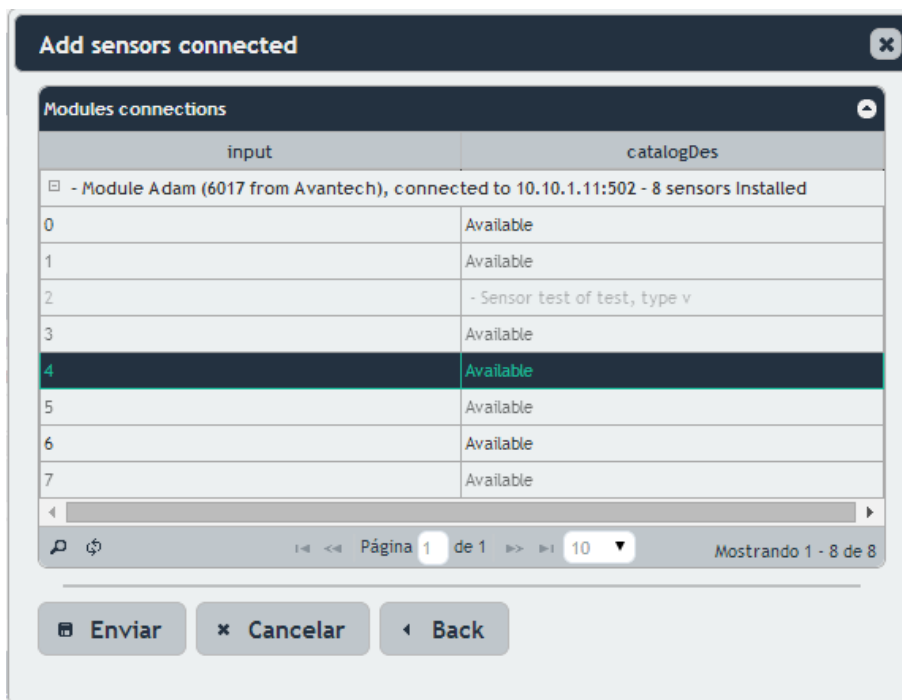 Add sensors connected
Modules connections
input catalogDes
- Module Adam (6017 from Avantech), connected to 10.10.1.11:502 - 8 sensors Installed
0 Available
1 Available
2 - Sensor test of test, type v
3 Available
4 Available
5 Available
6 Available
7 Available
Página 1 de 1 10 Mostrando 1 - 8 de 8
Enviar Cancelar Back